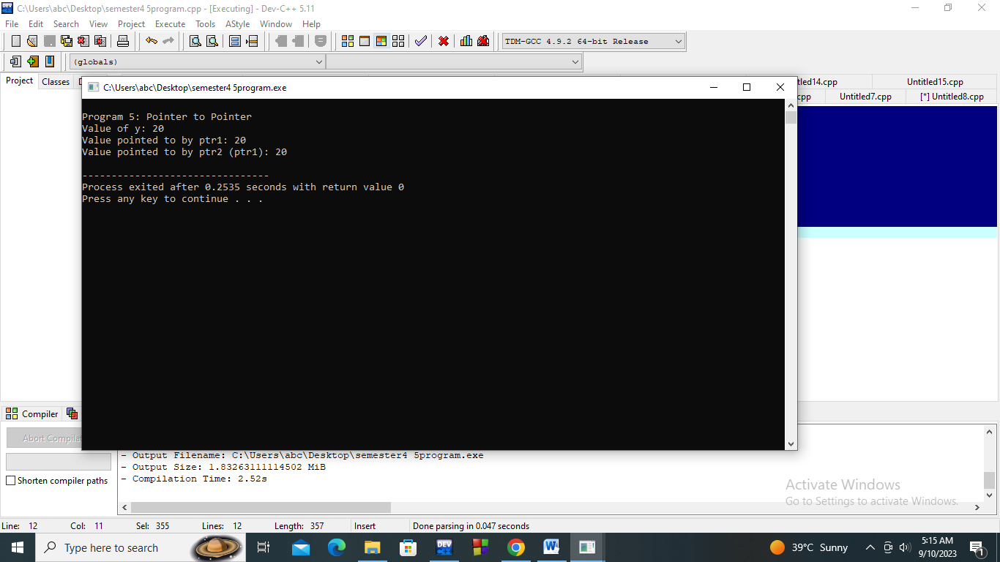 C:\Users\abc\Desktop\semester4 5program.cpp - [Executing] - Dev-C++ 5.11
File Edit Search View Project Execute Tools AStyle Window Help
TDM-GCC 4.9.2 64-bit Release
(globals)
Project Classes
tled14.cpp Untitled15.cpp
cpp Untitled7.cpp [*] Untitled8.cpp
C:\Users\abc\Desktop\semester4 5program.exe
Program 5: Pointer to Pointer
Value of y: 20
Value pointed to by ptr1: 20
Value pointed to by ptr2 (ptr1): 20
--------------------------------
Process exited after 0.2535 seconds with return value 0
Press any key to continue . . .
Compiler
Abort Compilat
- Output Filename: C:\Users\abc\Desktop\semester4 5program.exe
- Output Size: 1.83263111114502 MiB
- Compilation Time: 2.52s
Shorten compiler paths
Activate Windows
Go to Settings to activate Windows.
Line: 12 Col: 11 Sel: 355 Lines: 12 Length: 357 Insert Done parsing in 0.047 seconds
Type here to search
DEV
39°C Sunny
5:15 AM
9/10/2023
1